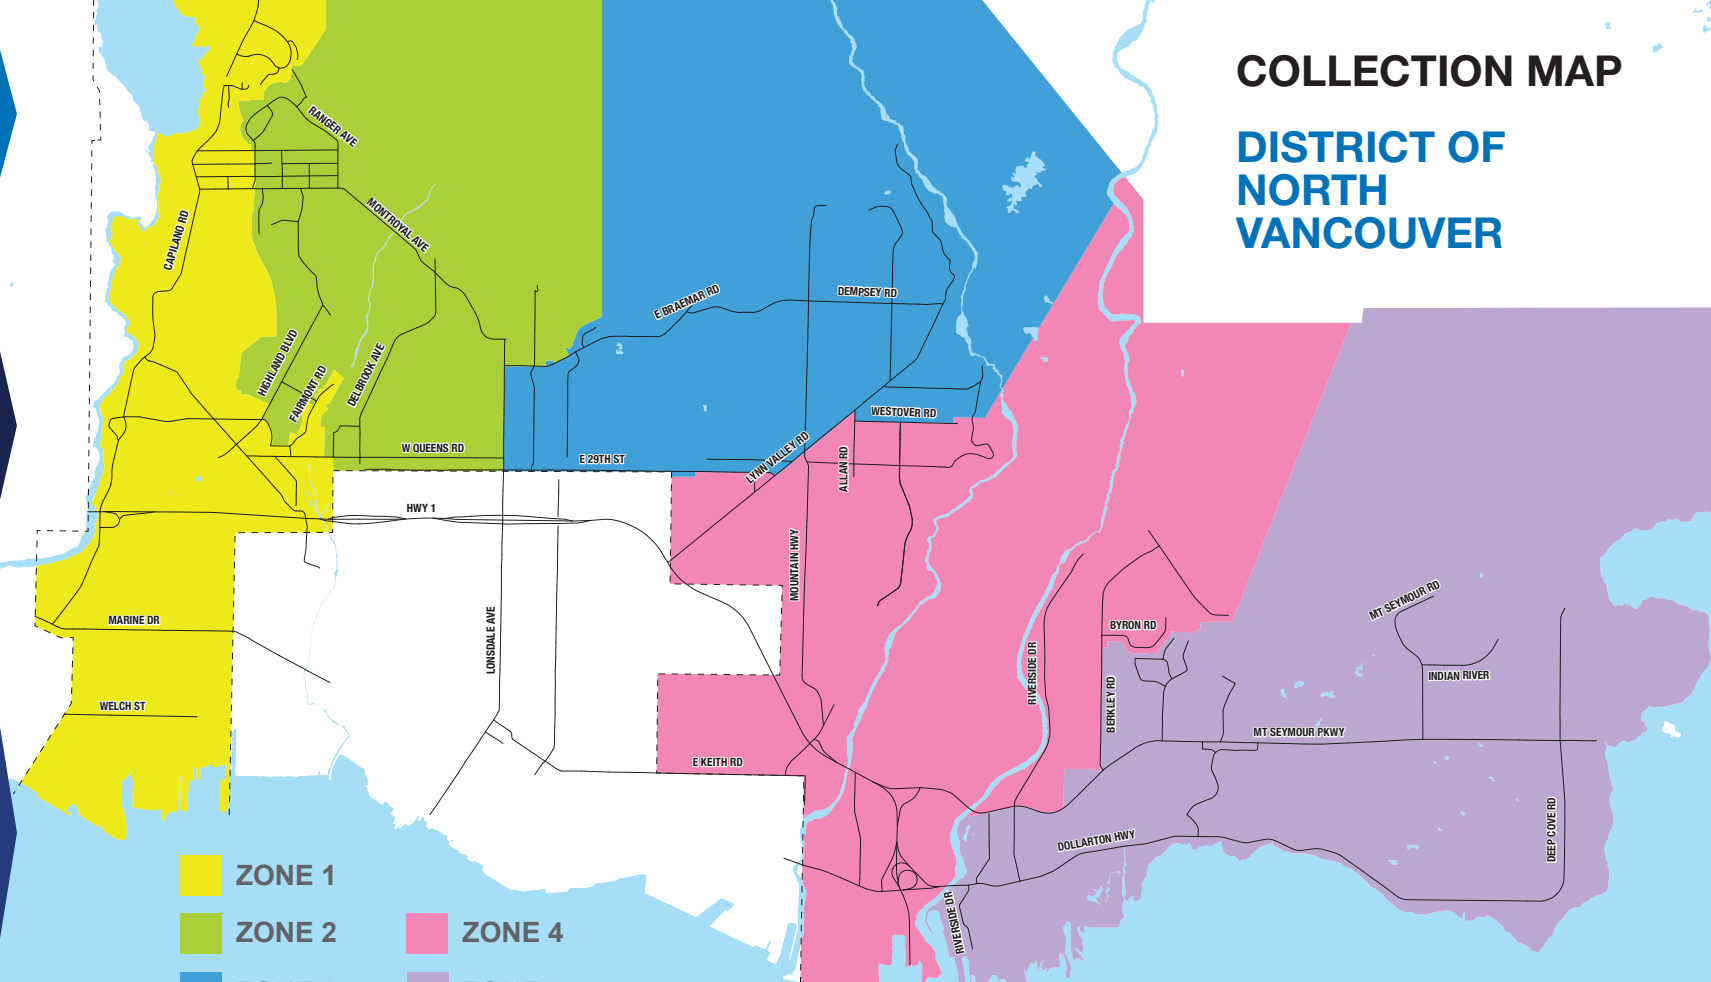 COLLECTION MAP
DISTRICT OF
NORTH
VANCOUVER
RANGER AVE
MONTROYAL AVE
CAPILANO RD
E BRAEMAR RD
DEMPSEY RD
HIGHLAND BLVD
FAIRMONT RD
DELBROOK AVE
WESTOVER RD
W QUEENS RD
E 29TH ST
LYNN VALLEY RD
ALLAN RD
HWY 1
MOUNTAIN HWY
MT SEYMOUR RD
MARINE DR
LONSDALE AVE
BYRON RD
RIVERSIDE DR
INDIAN RIVER
BERKLEY RD
WELCH ST
MT SEYMOUR PKWY
E KEITH RD
DOLLARTON HWY
DEEP COVE RD
RIVERSIDE DR
ZONE 1
ZONE 2
ZONE 4